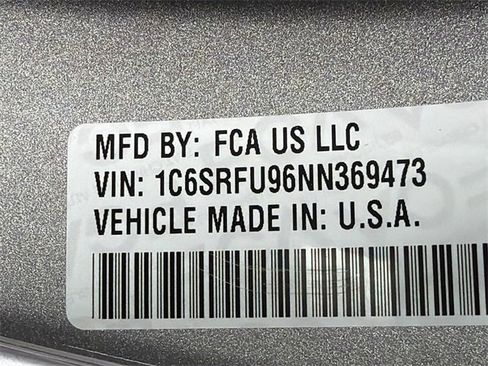 MFD BY: FCA US LLC
VIN: 1C6SRFU96NN369473
VEHICLE MADE IN: U.S.A.